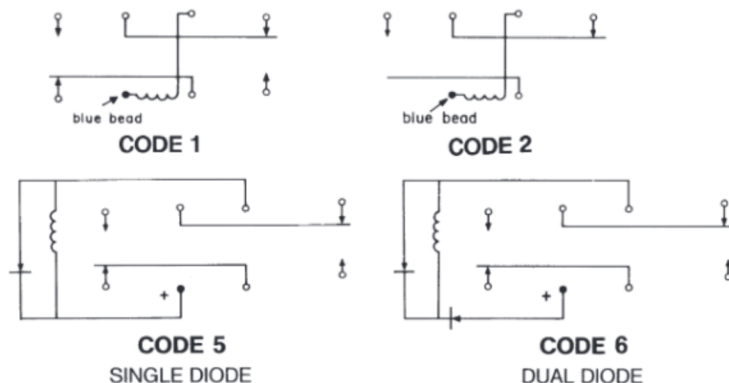 blue bead
blue bead
CODE 1
CODE 2
+
+
CODE 5
CODE 6
SINGLE DIODE
DUAL DIODE